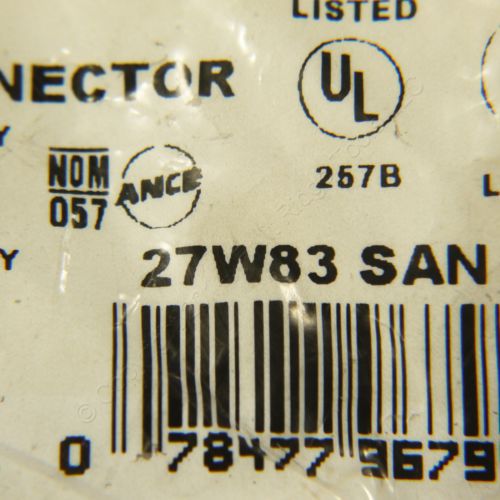 LISTED
NECTOR
UL
Y
NOM
057
ANCE
257B
L
Y
27W83 SAN
0 78477 9679